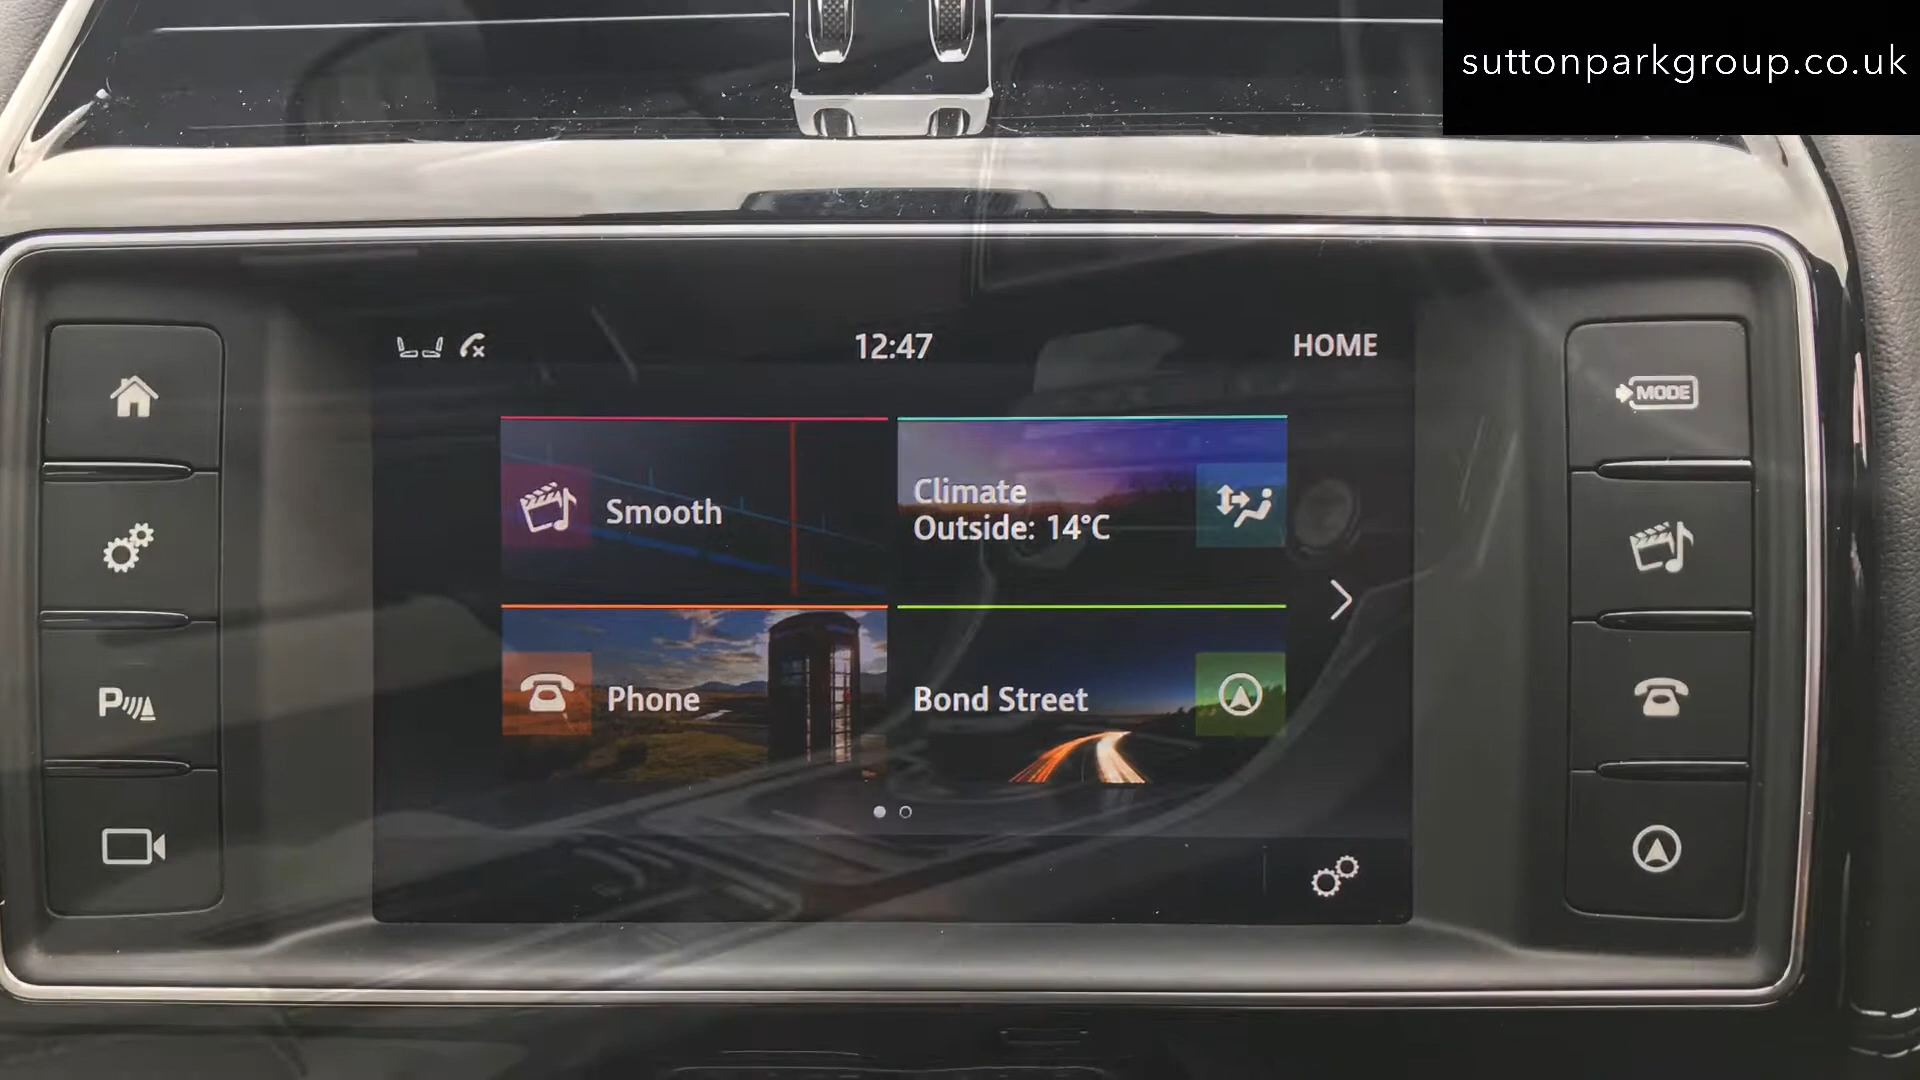 suttonparkgroup.co.uk
12:47
HOME
MODE
Smooth
Climate
Outside: 14°C
Phone
Bond Street
P